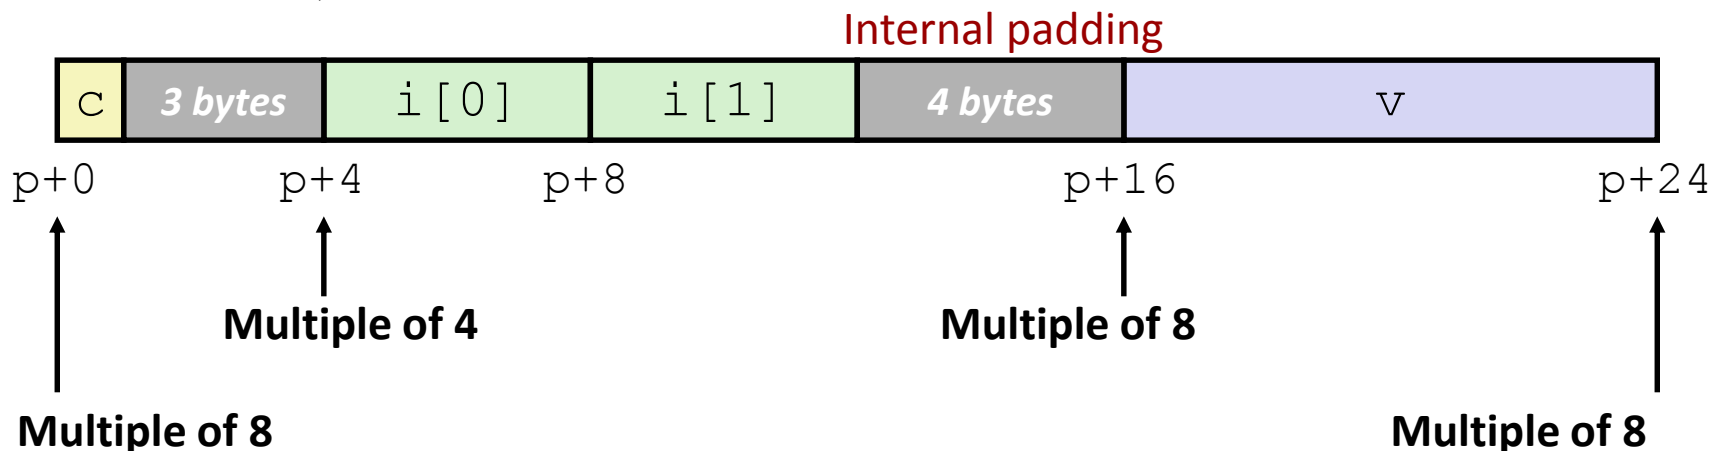 Internal padding
c 3 bytes i[0] i[1] 4 bytes v
p+0 p+4 p+8 p+16 p+24
Multiple of 4 Multiple of 8
Multiple of 8 Multiple of 8